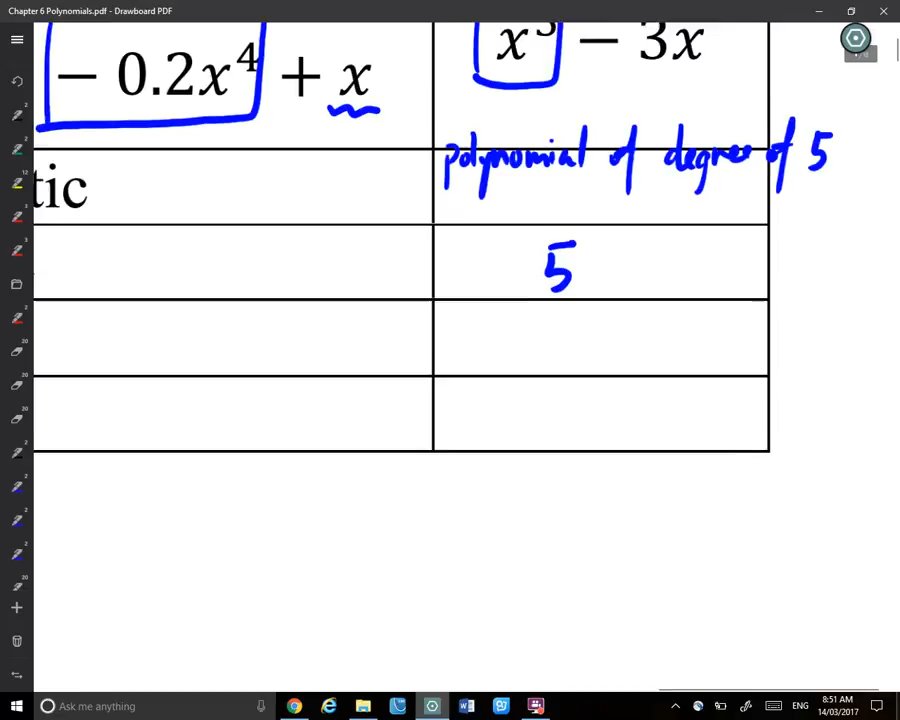 Chapter 6 Polynomials.pdf - Drawboard PDF
− 0.2x⁴ + x
x⁵ − 3x
polynomial of degree of 5
tic
5
Ask me anything
ENG
8:51 AM
14/03/2017